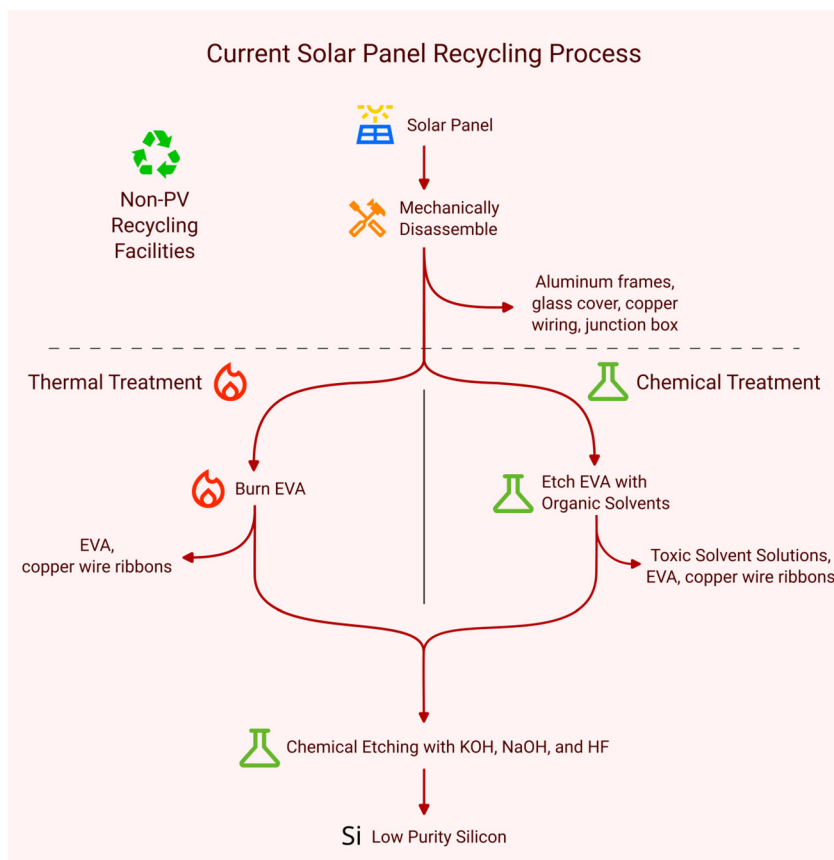 Current Solar Panel Recycling Process
Solar Panel
Non-PV
Recycling
Facilities
Mechanically
Disassemble
Aluminum frames,
glass cover, copper
wiring, junction box
Thermal Treatment
Chemical Treatment
Burn EVA
Etch EVA with
Organic Solvents
EVA,
copper wire ribbons
Toxic Solvent Solutions,
EVA, copper wire ribbons
Chemical Etching with KOH, NaOH, and HF
Si Low Purity Silicon